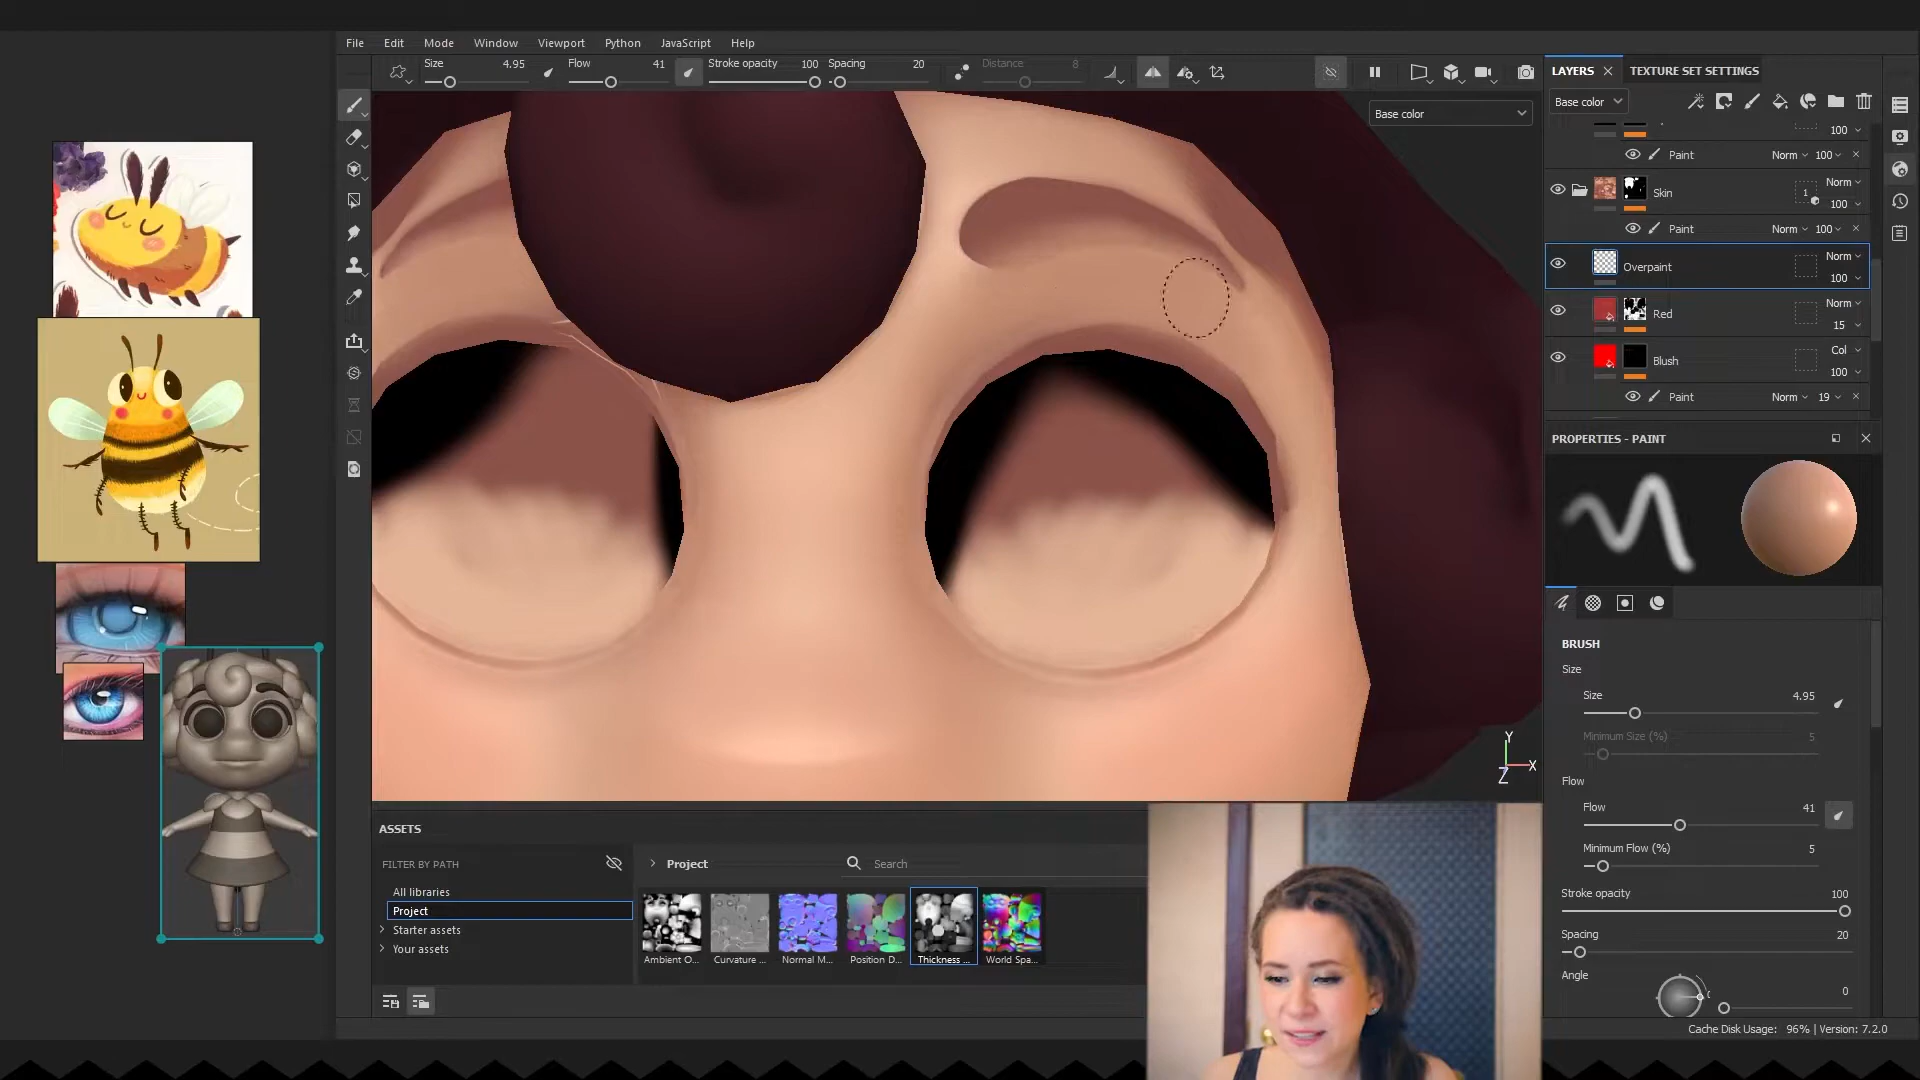 File Edit Mode Window Viewport Python JavaScript Help
Size 4.95 Flow 41 Stroke opacity 100 Spacing 20 Distance 8
Base color
LAYERS TEXTURE SET SETTINGS
Base color
100
Paint Norm 100
Skin 1 Norm 100
Paint Norm 100
Overpaint Norm 100
Red Norm 15
Blush Col 100
Paint Norm 19
PROPERTIES - PAINT
BRUSH
Size
Size 4.95
Minimum Size (%) 5
Flow
Flow 41
Minimum Flow (%) 5
Stroke opacity 100
Spacing 20
Angle
0
Y
X
Z
ASSETS
FILTER BY PATH
All libraries
Project
Starter assets
Your assets
Project
Search
Ambient O... Curvature ... Normal M... Position D... Thickness ... World Spa...
Cache Disk Usage: 96% | Version: 7.2.0